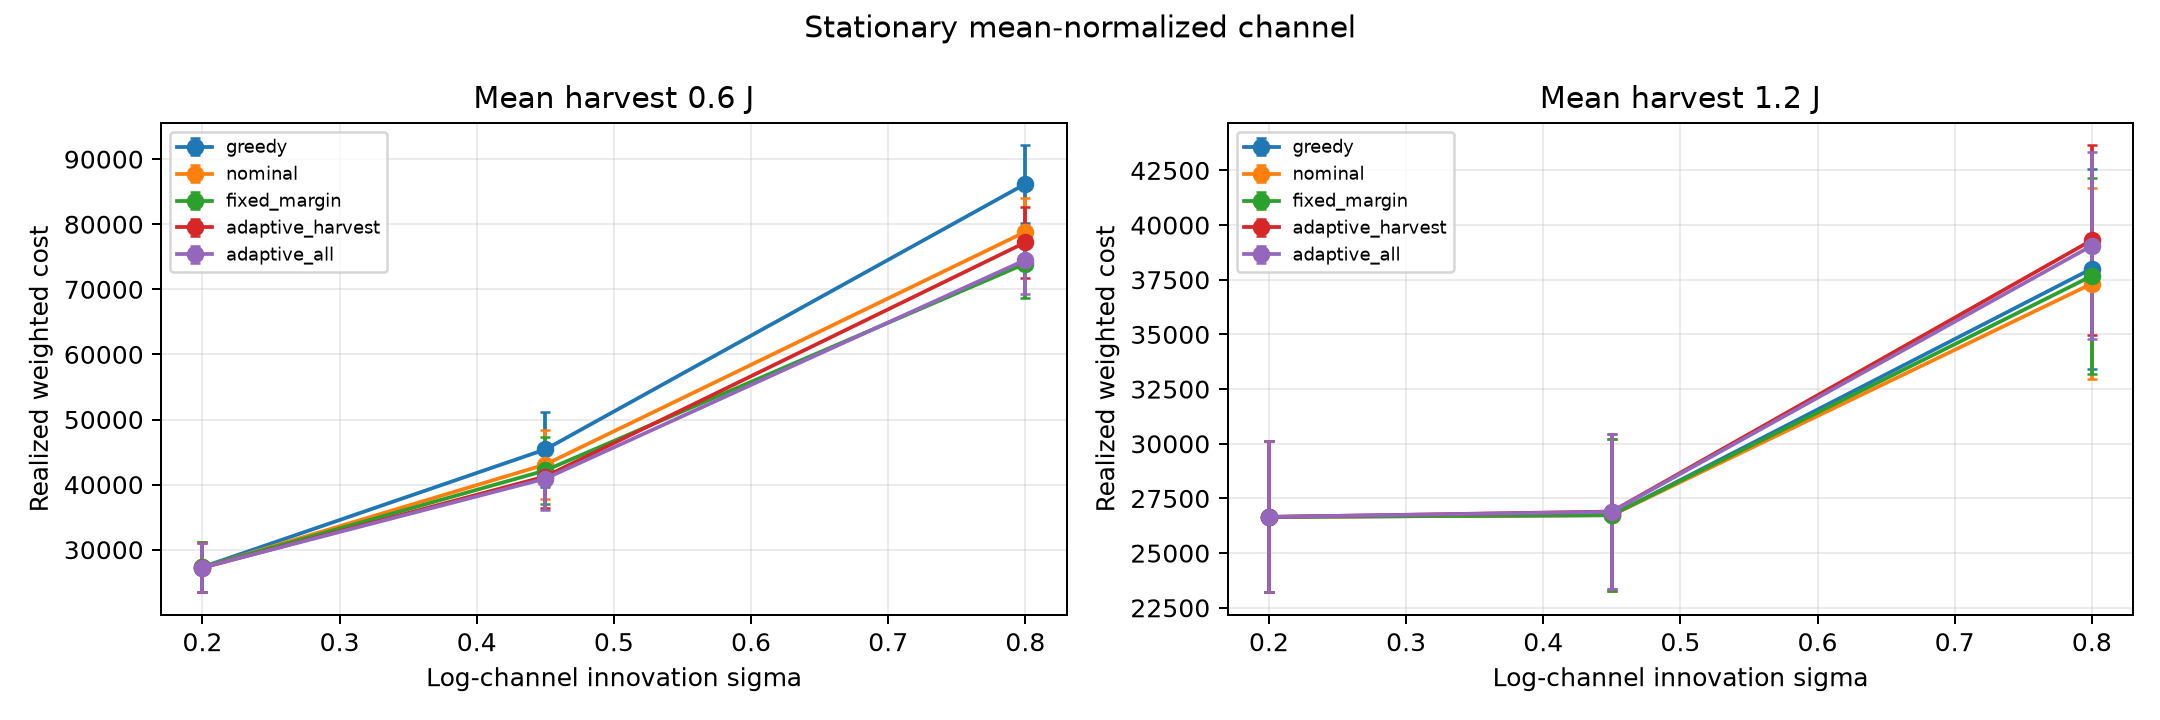 Stationary mean-normalized channel
Mean harvest 0.6 J
greedy
nominal
fixed_margin
adaptive_harvest
adaptive_all
Realized weighted cost
90000
80000
70000
60000
50000
40000
30000
0.2 0.3 0.4 0.5 0.6 0.7 0.8
Log-channel innovation sigma
Mean harvest 1.2 J
greedy
nominal
fixed_margin
adaptive_harvest
adaptive_all
Realized weighted cost
42500
40000
37500
35000
32500
30000
27500
25000
22500
0.2 0.3 0.4 0.5 0.6 0.7 0.8
Log-channel innovation sigma